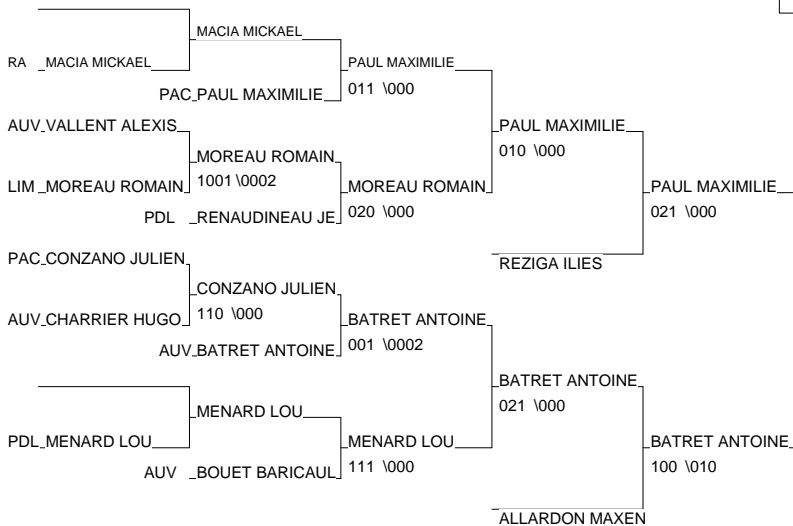 MACIA MICKAEL
RA MACIA MICKAEL PAUL MAXIMILIE
PAC PAUL MAXIMILIE 011 \000
AUV VALLENT ALEXIS PAUL MAXIMILIE
MOREAU ROMAIN 010 \000
LIM MOREAU ROMAIN 1001 \0002 MOREAU ROMAIN PAUL MAXIMILIE
PDL RENAUDINEAU JE 020 \000 021 \000
PAC CONZANO JULIEN REZIGA ILIES
CONZANO JULIEN
AUV CHARRIER HUGO 110 \000 BATRET ANTOINE
AUV BATRET ANTOINE 001 \0002
BATRET ANTOINE
MENARD LOU 021 \000
PDL MENARD LOU MENARD LOU BATRET ANTOINE
AUV BOUET BARICAUL 111 \000 100 \010
ALLARDON MAXEN